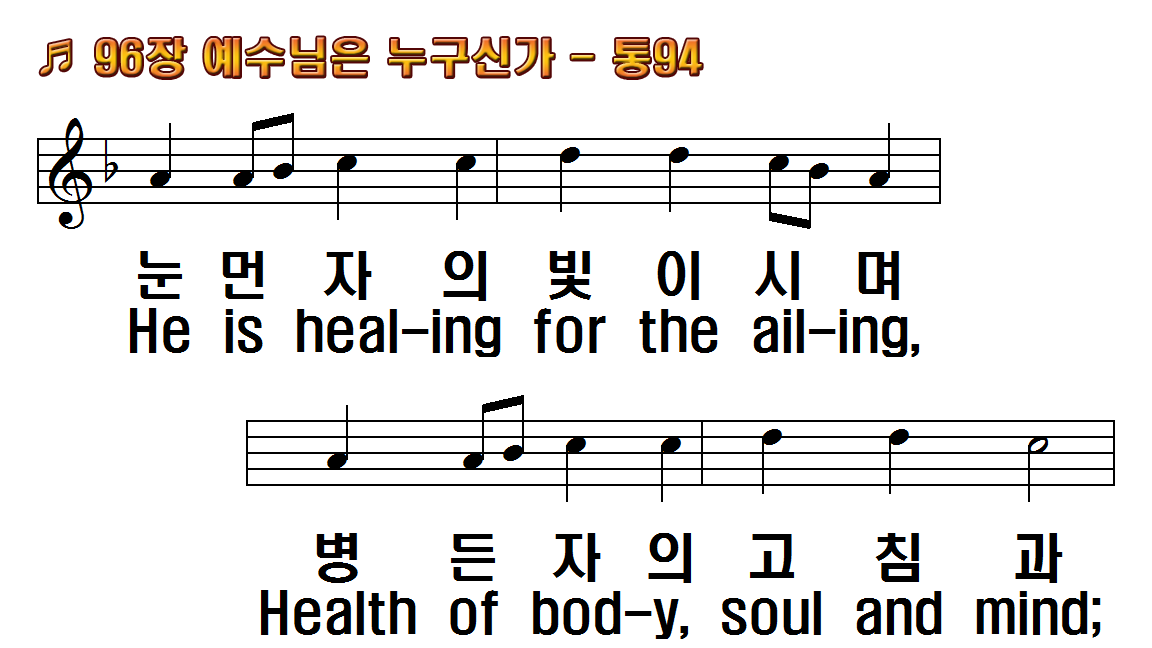 ♬ 96장 예수님은 누구신가 - 통94
눈 먼 자 의 빛 이 시 며
He is heal-ing for the ail-ing,
병 든 자 의 고 침 과
Health of bod-y, soul and mind;